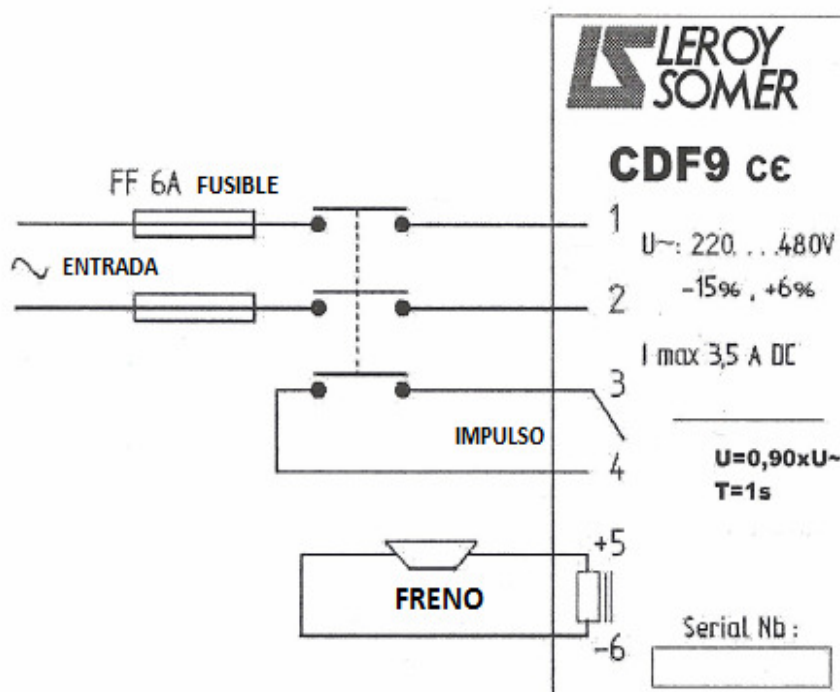 LEROY
SOMER
CDF9 CE
FF 6A FUSIBLE
1
U~: 220...480V
-15%, +6%
~ ENTRADA
2
I max 3,5 A DC
3
IMPULSO
4
U=0,90xU~
T=1s
+5
FRENO
-6
Serial Nb :